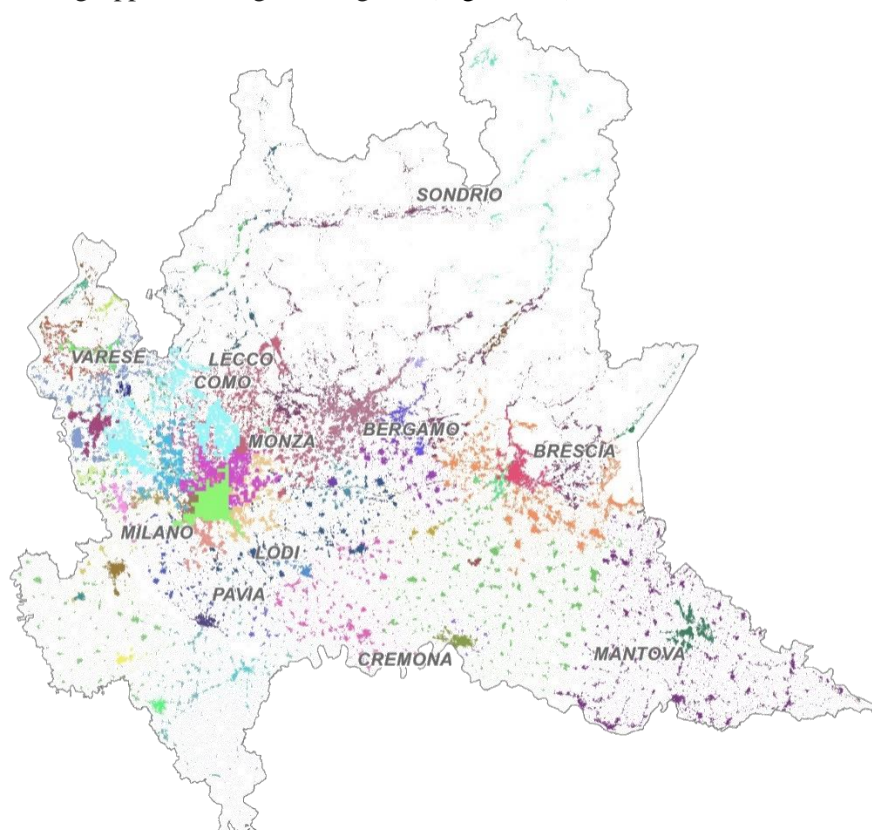 SONDRIO
VARESE
LECCO
COMO
MONZA
BERGAMO
BRESCIA
MILANO
LODI
PAVIA
CREMONA
MANTOVA